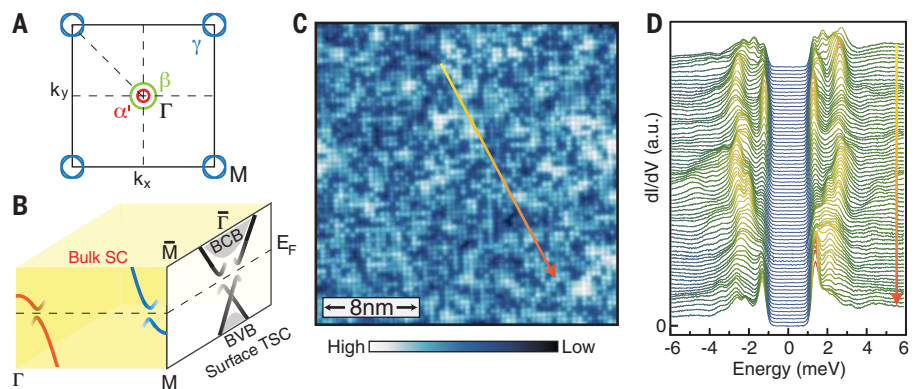 A
γ
β
k_y
α'
Γ
k_x
M
B
Bulk SC
M̄
Γ̄
BCB
E_F
BVB
Surface TSC
Γ
M
C
8nm
High
Low
D
dI/dV (a.u.)
0
-6 -4 -2 0 2 4 6
Energy (meV)